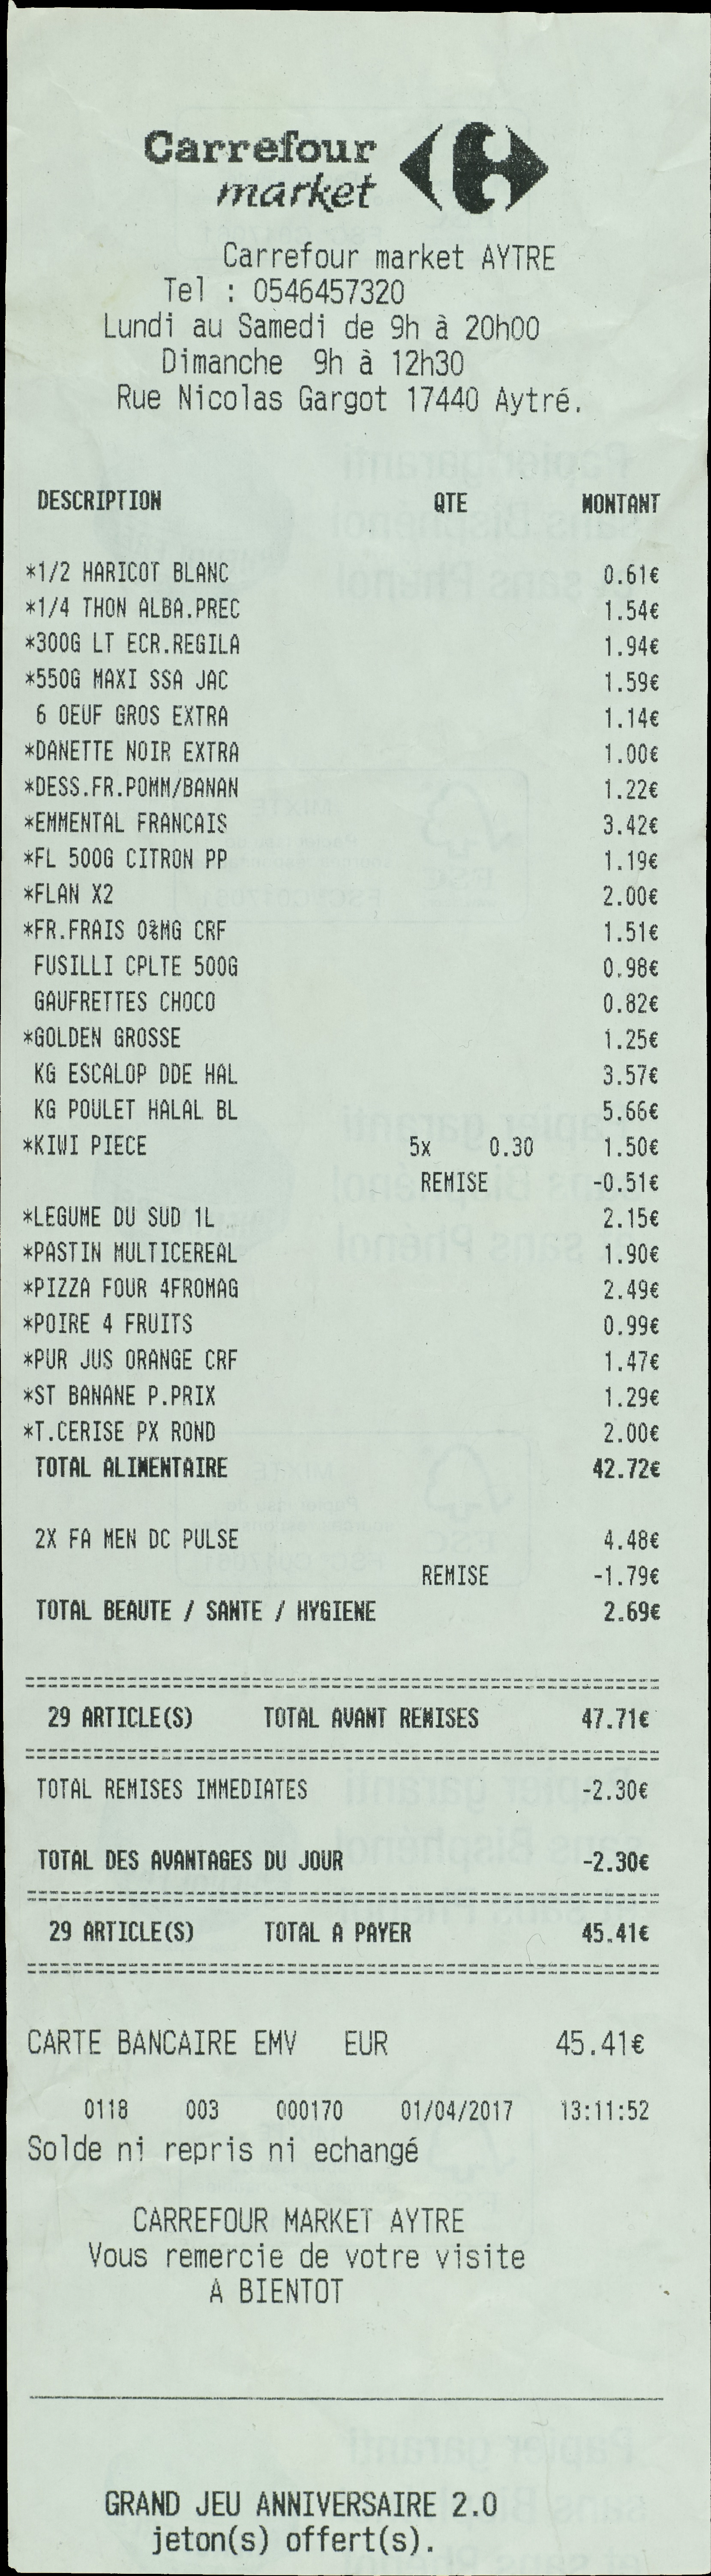 Carrefour
market
Carrefour market AYTRE
Tel : 0546457320
Lundi au Samedi de 9h à 20h00
Dimanche 9h à 12h30
Rue Nicolas Gargot 17440 Aytré.
DESCRIPTION QTE MONTANT
*1/2 HARICOT BLANC 0.61€
*1/4 THON ALBA.PREC 1.54€
*300G LT ECR.REGILA 1.94€
*550G MAXI SSA JAC 1.59€
6 OEUF GROS EXTRA 1.14€
*DANETTE NOIR EXTRA 1.00€
*DESS.FR.POMM/BANAN 1.22€
*EMMENTAL FRANCAIS 3.42€
*FL 500G CITRON PP 1.19€
*FLAN X2 2.00€
*FR.FRAIS 0%MG CRF 1.51€
FUSILLI CPLTE 500G 0.98€
GAUFRETTES CHOCO 0.82€
*GOLDEN GROSSE 1.25€
KG ESCALOP DDE HAL 3.57€
KG POULET HALAL BL 5.66€
*KIWI PIECE 5x 0.30 1.50€
REMISE -0.51€
*LEGUME DU SUD 1L 2.15€
*PASTIN MULTICEREAL 1.90€
*PIZZA FOUR 4FROMAG 2.49€
*POIRE 4 FRUITS 0.99€
*PUR JUS ORANGE CRF 1.47€
*ST BANANE P.PRIX 1.29€
*T.CERISE PX ROND 2.00€
TOTAL ALIMENTAIRE 42.72€
2X FA MEN DC PULSE 4.48€
REMISE -1.79€
TOTAL BEAUTE / SANTE / HYGIENE 2.69€
29 ARTICLE(S) TOTAL AVANT REMISES 47.71€
TOTAL REMISES IMMEDIATES -2.30€
TOTAL DES AVANTAGES DU JOUR -2.30€
29 ARTICLE(S) TOTAL A PAYER 45.41€
CARTE BANCAIRE EMV EUR 45.41€
0118 003 000170 01/04/2017 13:11:52
Solde ni repris ni echangé
CARREFOUR MARKET AYTRE
Vous remercie de votre visite
A BIENTOT
GRAND JEU ANNIVERSAIRE 2.0
jeton(s) offert(s).